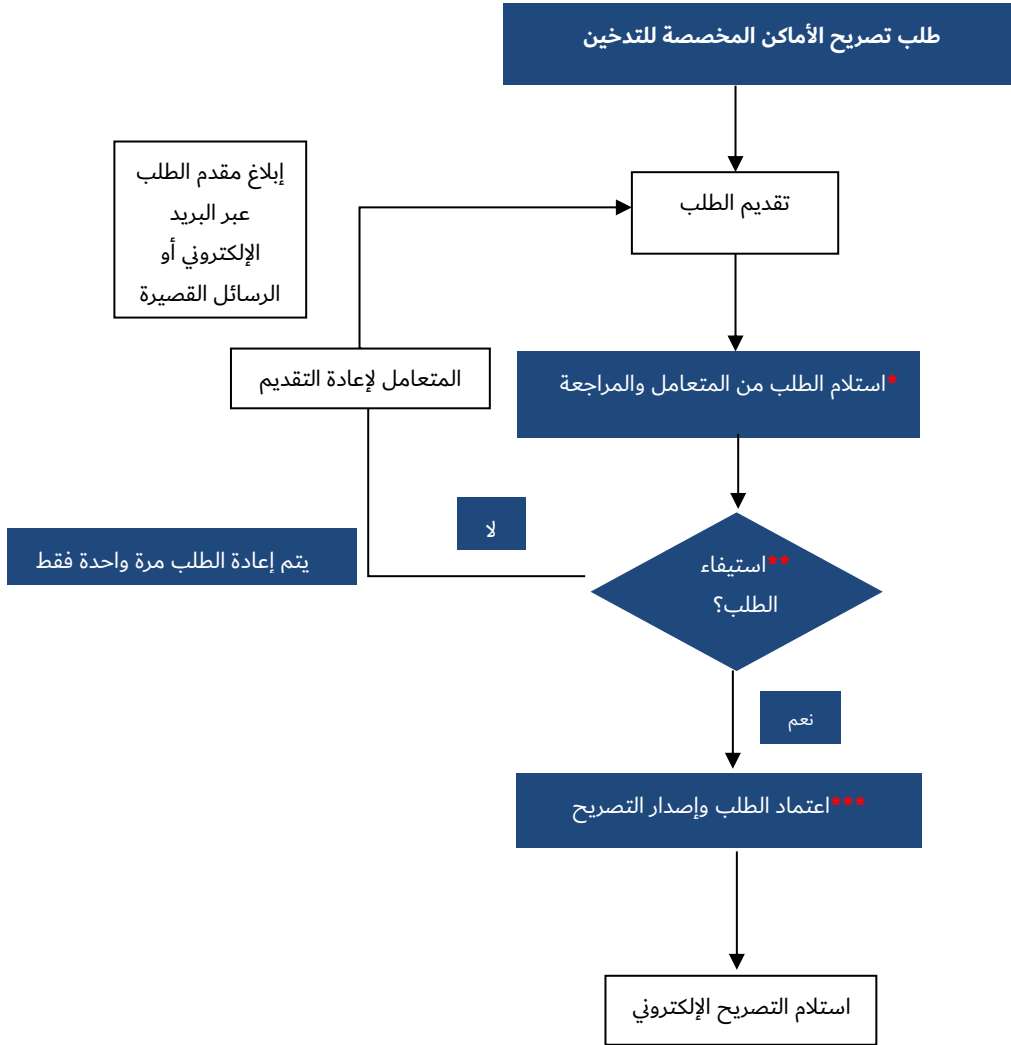 طلب تصريح الأماكن المخصصة للتدخين
إبلاغ مقدم الطلب
عبر البريد
الإلكتروني أو
الرسائل القصيرة
تقديم الطلب
المتعامل لإعادة التقديم
*استلام الطلب من المتعامل والمراجعة
لا
يتم إعادة الطلب مرة واحدة فقط
**استيفاء
الطلب؟
نعم
***اعتماد الطلب وإصدار التصريح
استلام التصريح الإلكتروني